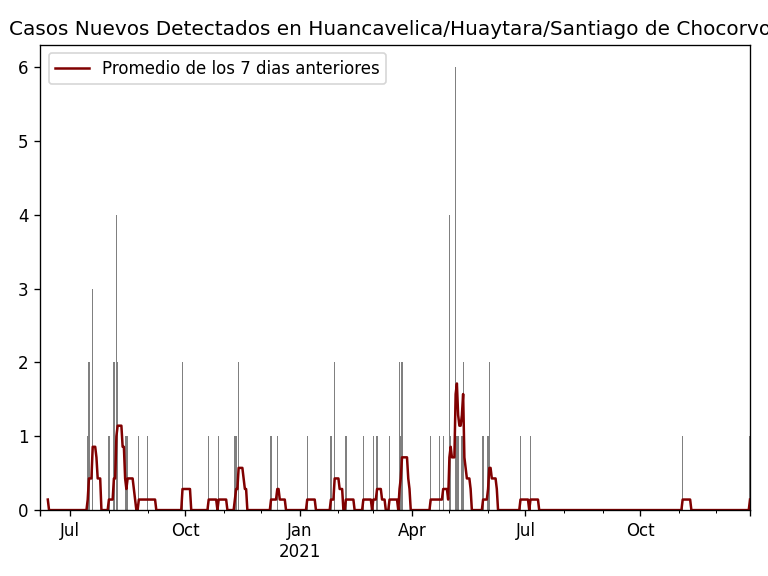 Casos Nuevos Detectados en Huancavelica/Huaytara/Santiago de Chocorvo
Promedio de los 7 dias anteriores
6
5
4
3
2
1
0
Jul Oct Jan Apr Jul Oct
2021